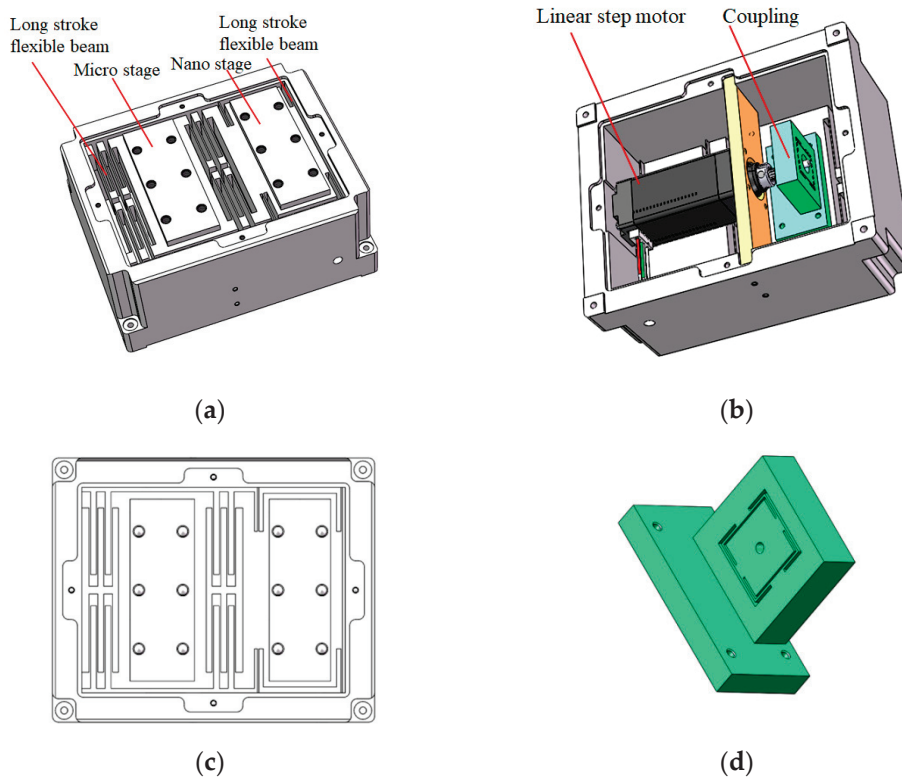 Long stroke
flexible beam
Micro stage
Nano stage
Long stroke
flexible beam
Linear step motor
Coupling
(a)
(b)
(c)
(d)